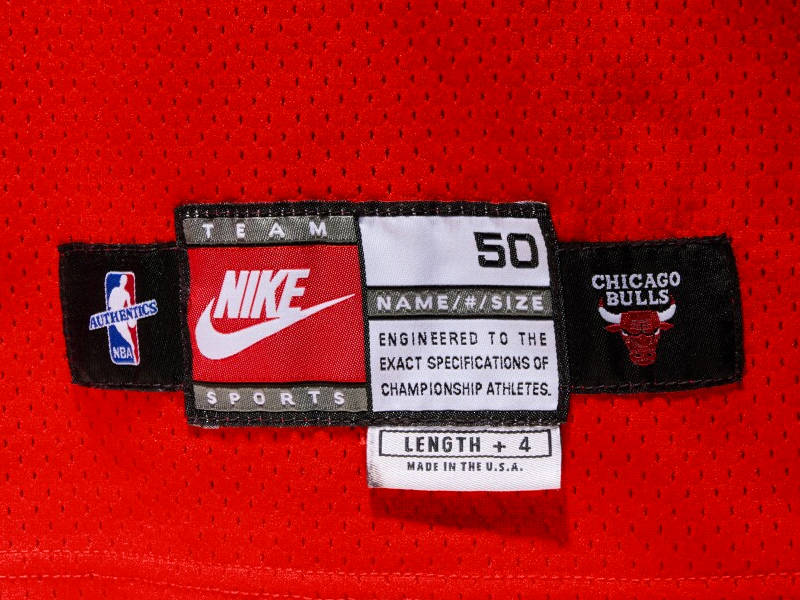 AUTHENTICS
NBA
TEAM
NIKE
SPORTS
50
NAME/#/SIZE
ENGINEERED TO THE
EXACT SPECIFICATIONS OF
CHAMPIONSHIP ATHLETES.
LENGTH + 4
MADE IN THE U.S.A.
CHICAGO
BULLS